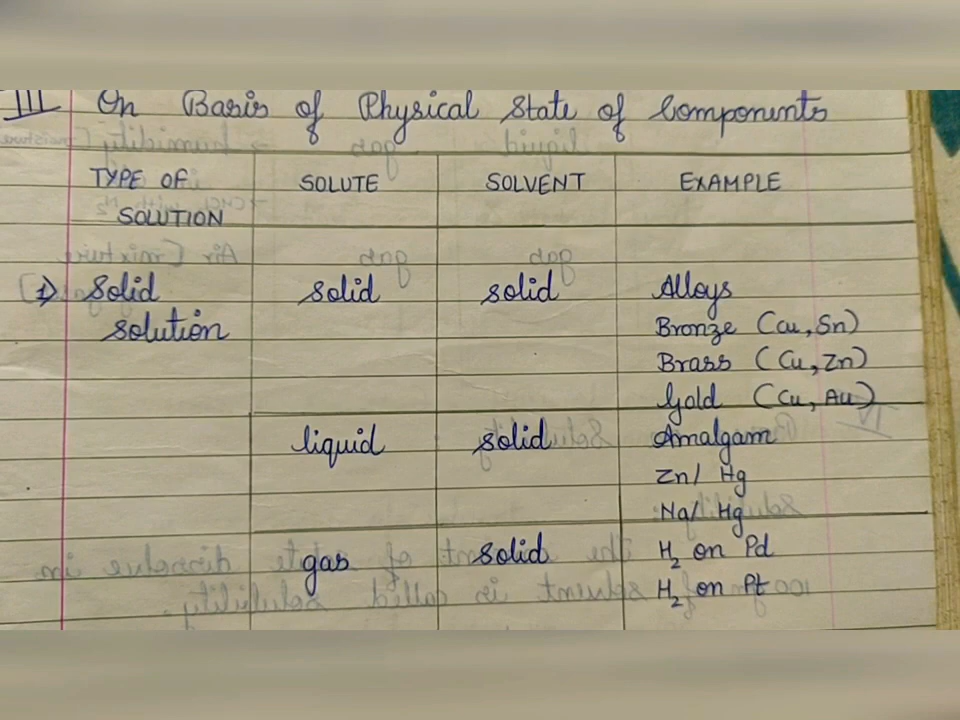 III On Basis of Physical State of Components
TYPE OF SOLUTION SOLUTE SOLVENT EXAMPLE
1) Solid solution solid solid Alloys
Bronze (Cu, Sn)
Brass (Cu, Zn)
Gold (Cu, Au)
liquid solid Amalgam
Zn/ Hg
Na/ Hg
gas solid H₂ on Pd
H₂ on Pt